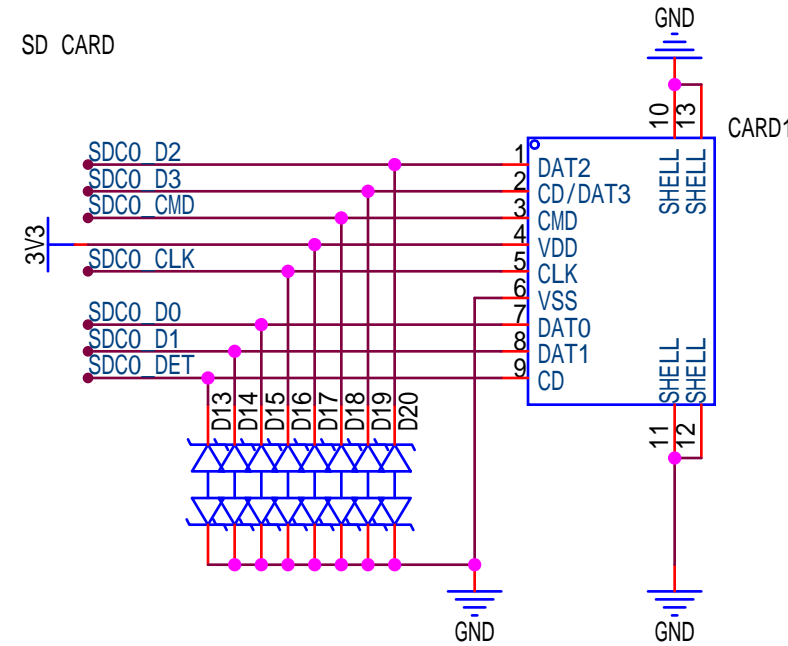 GND
SD CARD
10
13
CARD1
SHELL
SHELL
SDC0_D2
1
DAT2
SDC0_D3
2
CD/DAT3
SDC0_CMD
3
CMD
3V3
4
VDD
SDC0_CLK
5
CLK
6
VSS
SDC0_D0
7
DAT0
SDC0_D1
8
DAT1
SDC0_DET
9
CD
SHELL
SHELL
11
12
D13
D14
D15
D16
D17
D18
D19
D20
GND
GND